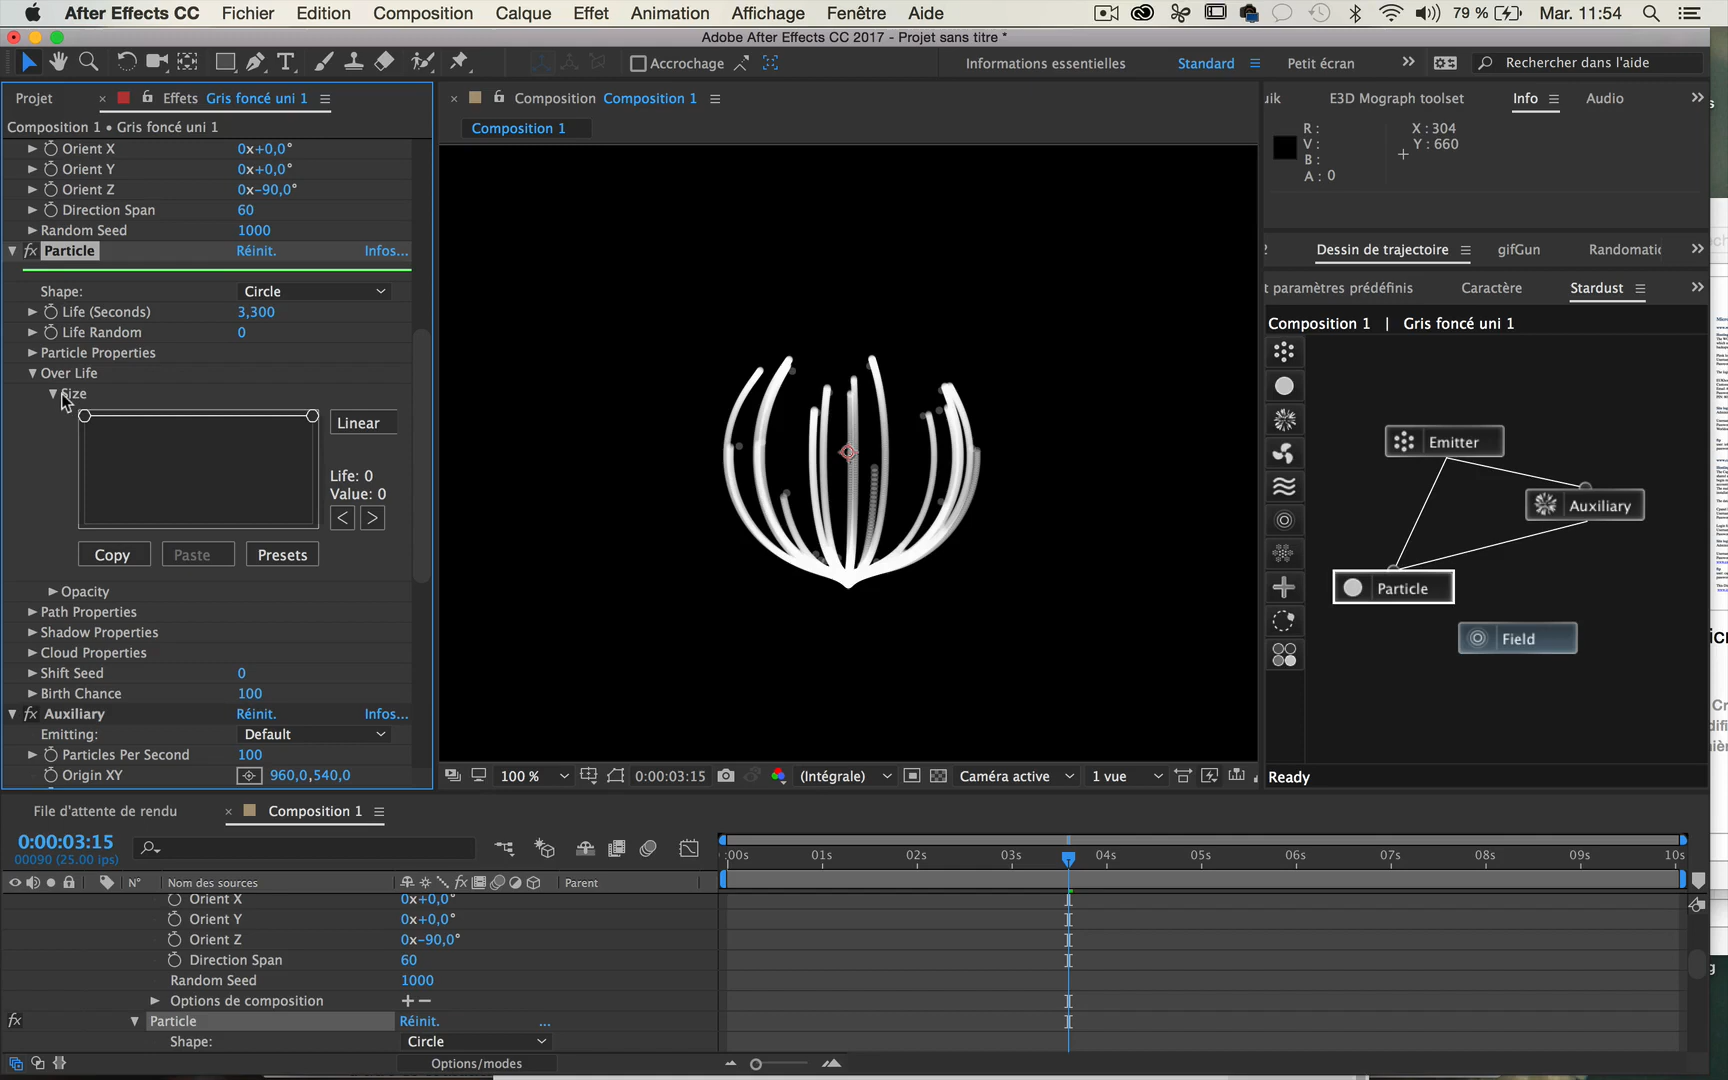 After Effects CC Fichier Edition Composition Calque Effet Animation Affichage Fenêtre Aide 79 % Mar. 11:54
Adobe After Effects CC 2017 - Projet sans titre *
T Accrochage Informations essentielles Standard Petit écran Rechercher dans l'aide
Projet Effets Gris foncé uni 1
Composition 1 • Gris foncé uni 1
Orient X 0x+0,0°
Orient Y 0x+0,0°
Orient Z 0x-90,0°
Direction Span 60
Random Seed 1000
fx Particle Réinit. Infos...
Shape: Circle
Life (Seconds) 3,300
Life Random 0
Particle Properties
Over Life
Size
Linear
Life: 0
Value: 0
< >
Copy Paste Presets
Opacity
Path Properties
Shadow Properties
Cloud Properties
Shift Seed 0
Birth Chance 100
fx Auxiliary Réinit. Infos...
Emitting: Default
Particles Per Second 100
Origin XY 960,0,540,0
Composition Composition 1
Composition 1
100 % 0:00:03:15 (Intégrale) Caméra active 1 vue
uik E3D Mograph toolset Info Audio
R :
V :
B :
A : 0
X : 304
Y : 660
2 Dessin de trajectoire gifGun Randomatic
t paramètres prédéfinis Caractère Stardust
Composition 1 | Gris foncé uni 1
Emitter
Auxiliary
Particle
Field
Ready
File d'attente de rendu Composition 1
0:00:03:15
00090 (25.00 ips)
:00s 01s 02s 03s 04s 05s 06s 07s 08s 09s 10s
N° Nom des sources fx Parent
Orient X 0x+0,0°
Orient Y 0x+0,0°
Orient Z 0x-90,0°
Direction Span 60
Random Seed 1000
Options de composition
fx Particle Réinit. ...
Shape: Circle
Options/modes